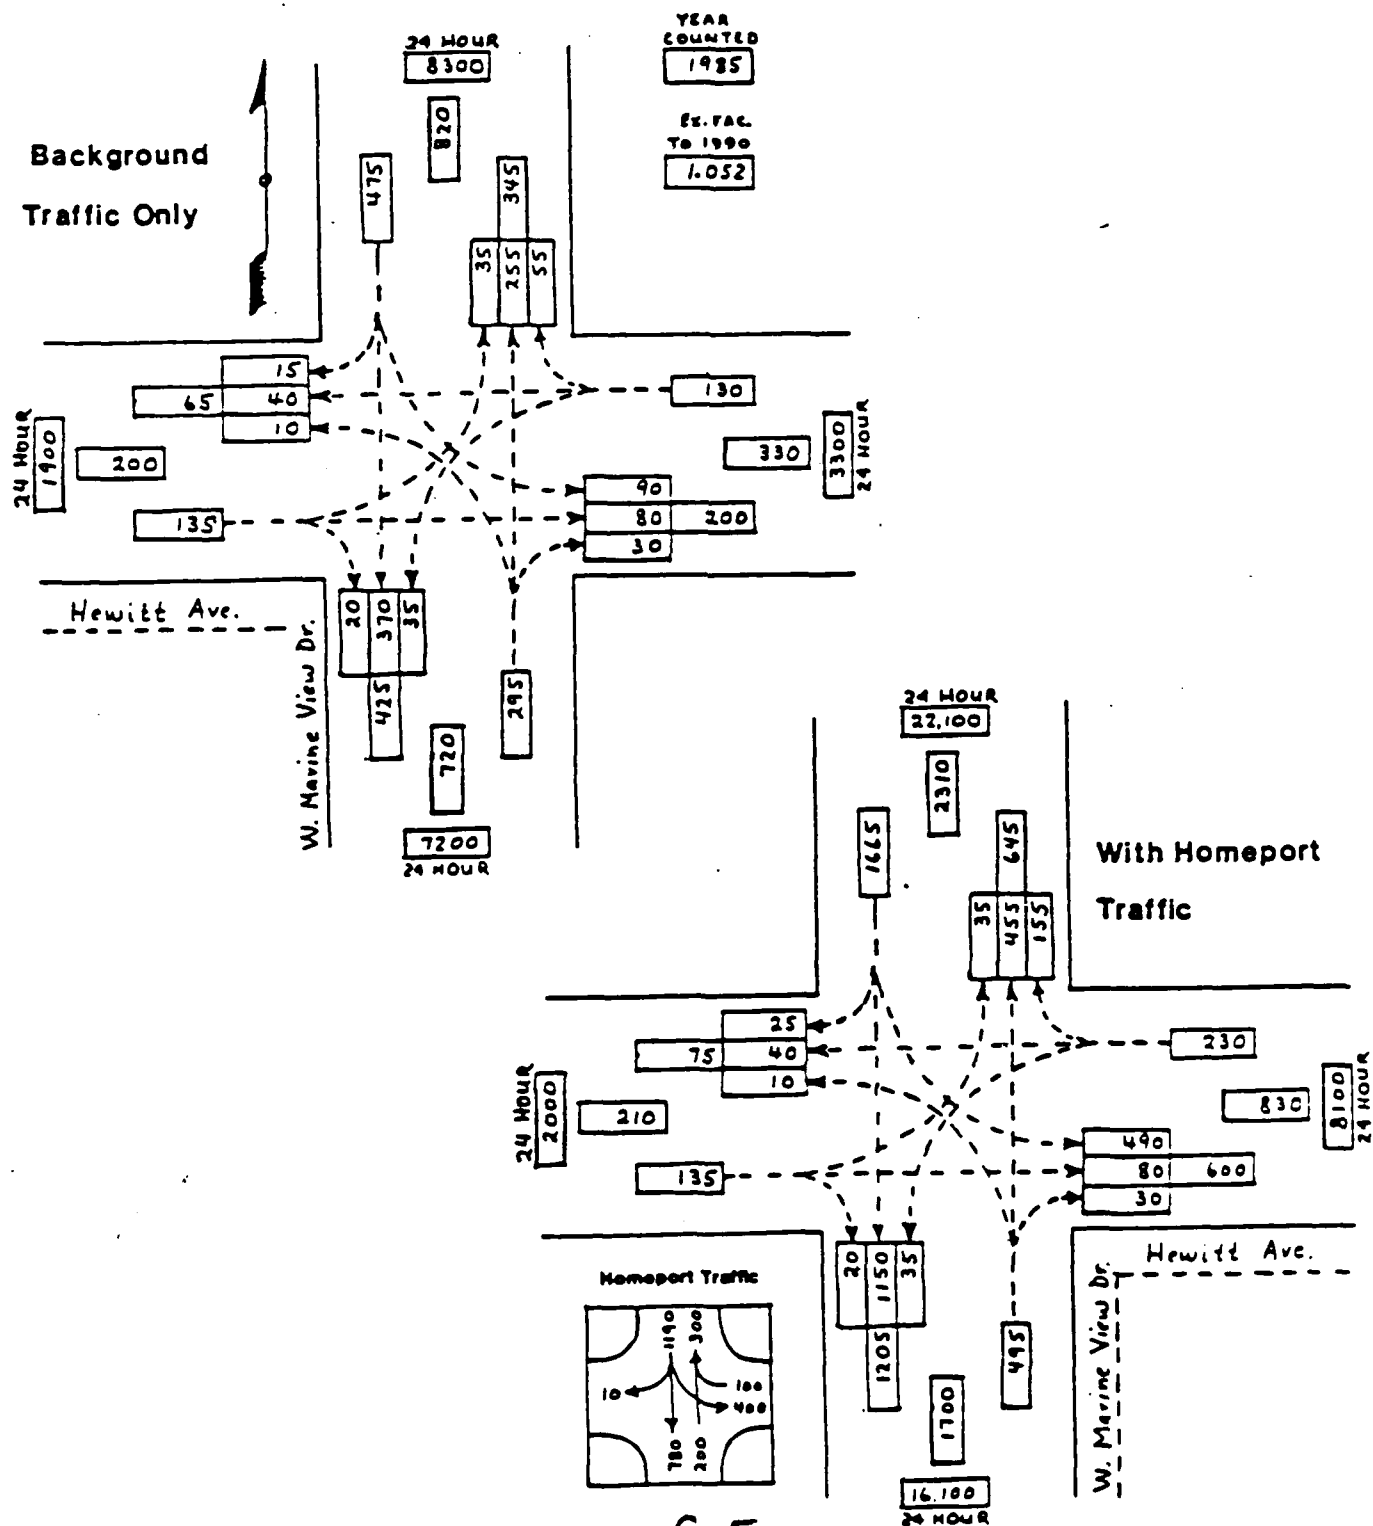 YEAR
COUNTED
1985
EX. FAC.
To 1990
1.052
Background
Traffic Only
24 HOUR
8300
820
475
345
35 255 55
15
65 40
10
130
24 HOUR
1900
200
330
3300
24 HOUR
135
90
80 200
30
Hewitt Ave.
W. Marine View Dr.
20 370 35
425
295
720
7200
24 HOUR
With Homeport
Traffic
24 HOUR
22,100
2310
1665
645
35 455 155
25
75 40
10
230
24 HOUR
2000
210
830
8100
24 HOUR
135
490
80 600
30
Hewitt Ave.
W. Marine View Dr.
20 1150 35
1205
495
1700
16,100
24 HOUR
Homeport Traffic
1190 300
10
100
400
780 200